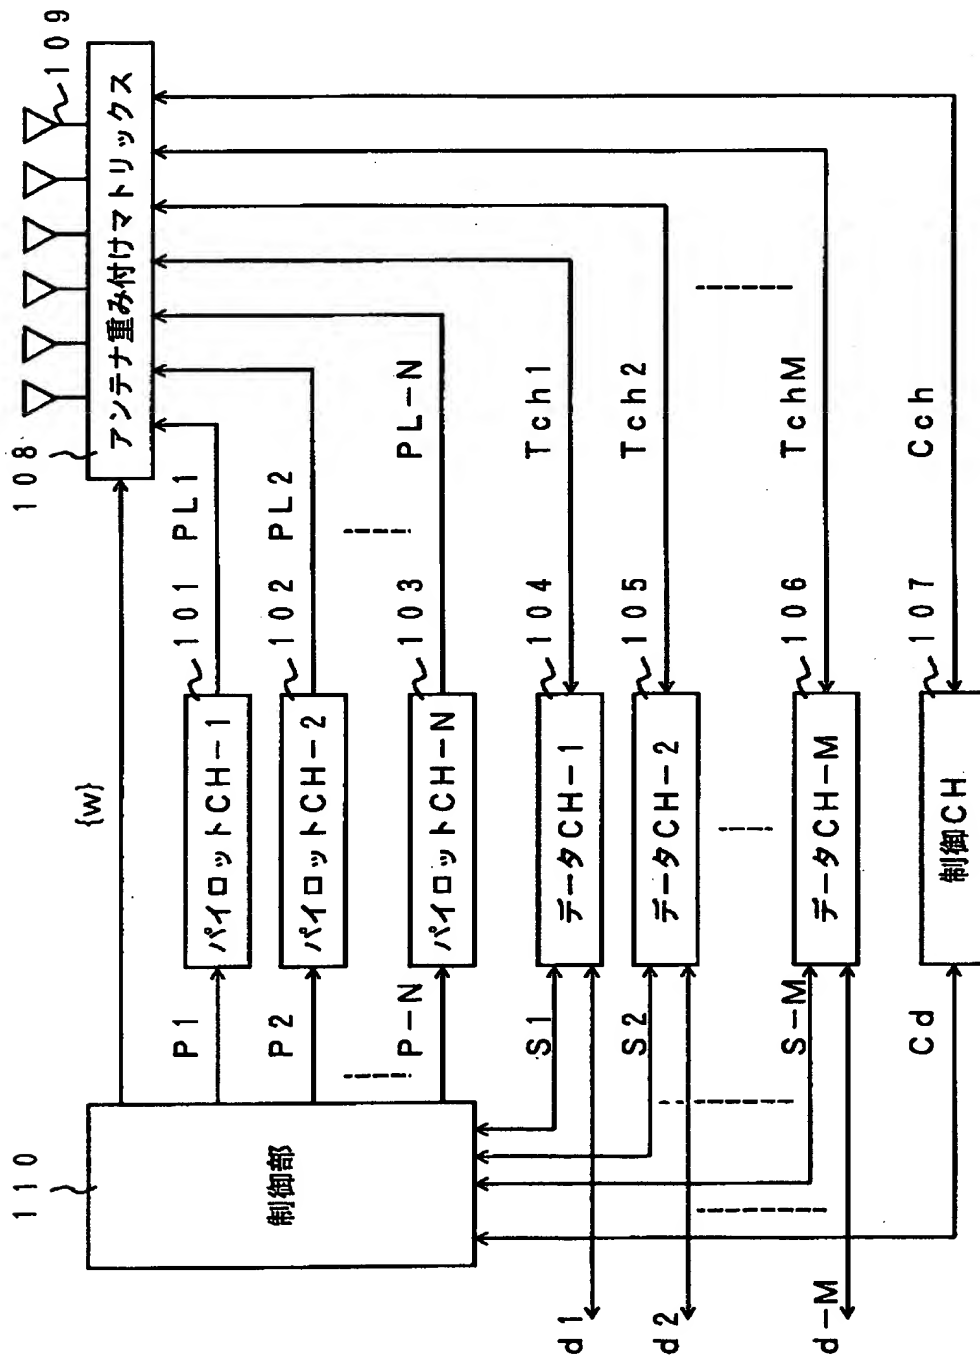 109
108
アンテナ重み付けマトリックス
{w}
110
制御部
P1
パイロットCH-1
101
PL1
P2
パイロットCH-2
102
PL2
P-N
パイロットCH-N
103
PL-N
S1
データCH-1
104
Tch1
d1
S2
データCH-2
105
Tch2
d2
S-M
データCH-M
106
TchM
d-M
Cd
制御CH
107
Cch